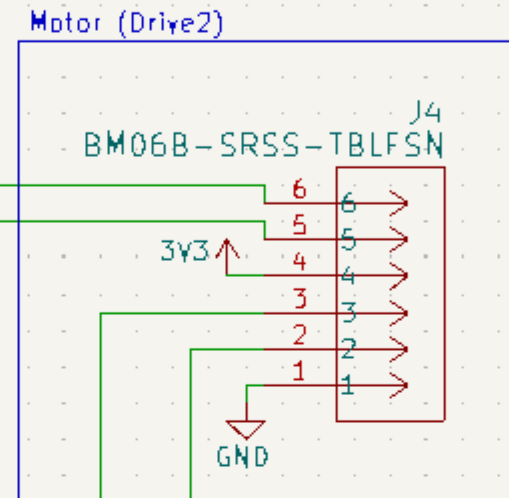 Motor (Drive2)
J4
BM06B-SRSS-TBLFSN
6 6
5 5
3V3 4 4
3 3
2 2
1 1
GND